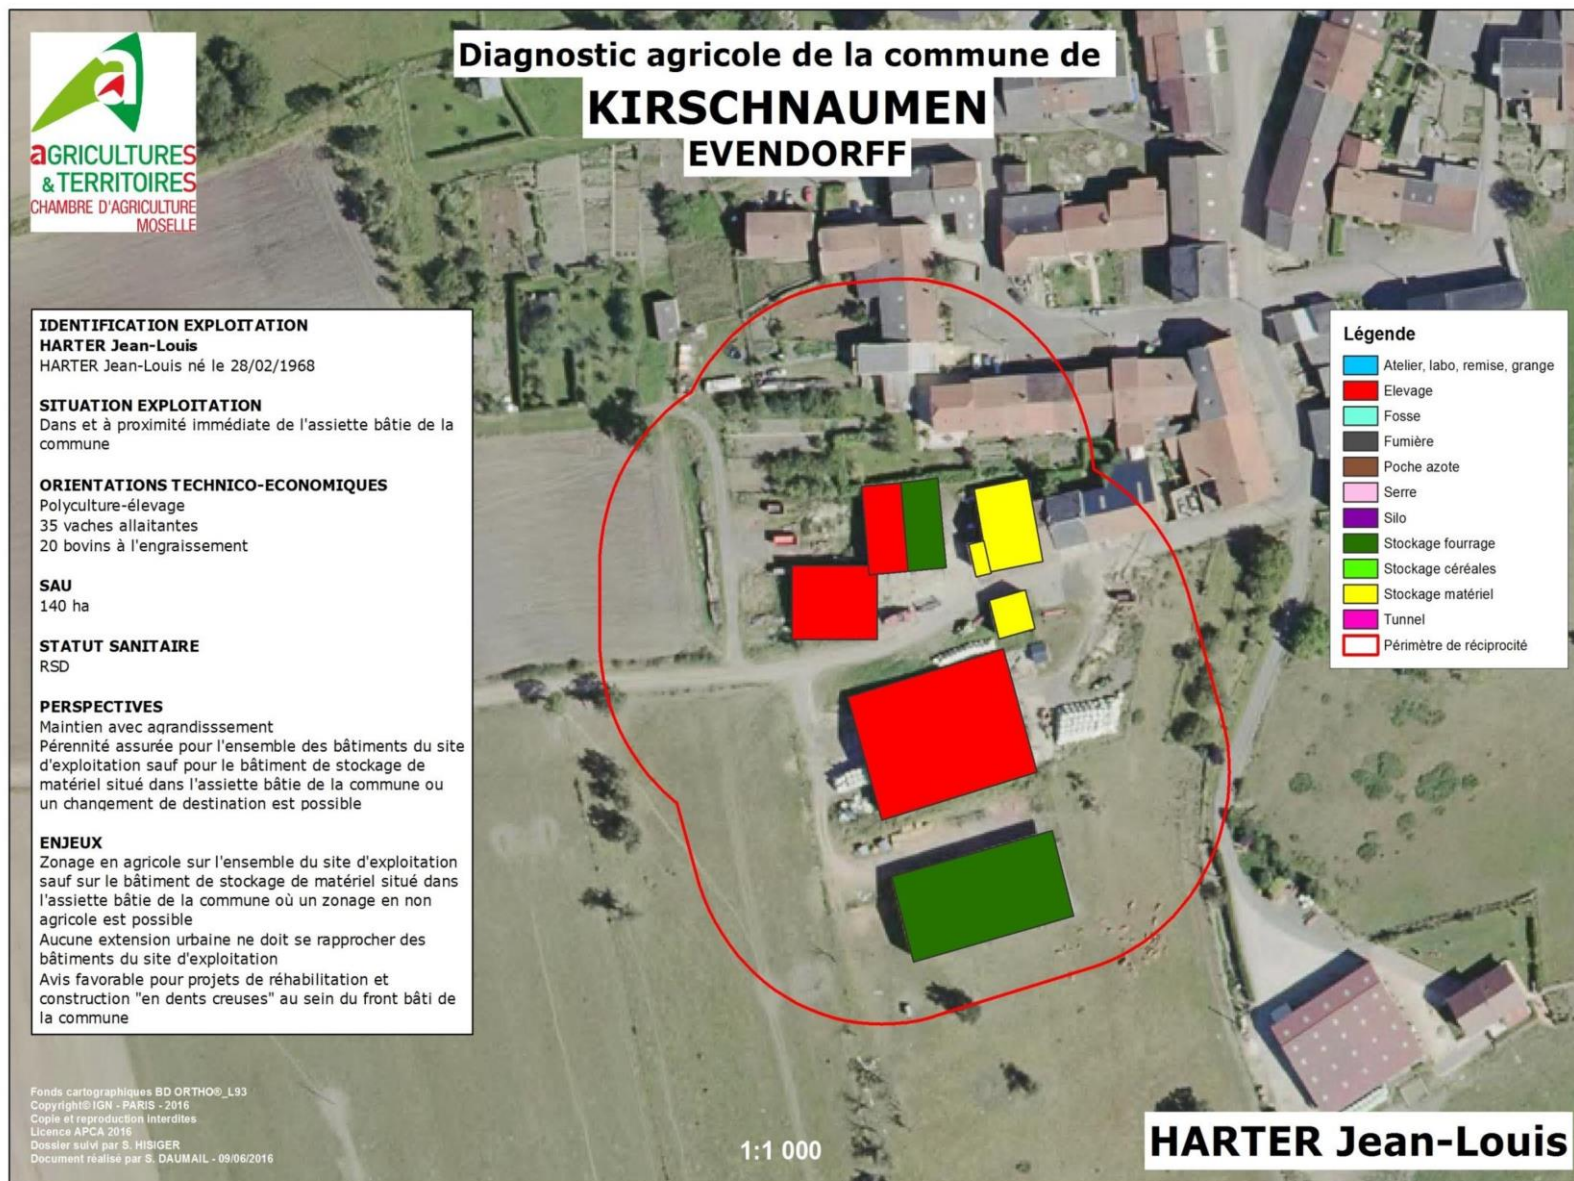 Diagnostic agricole de la commune de
KIRSCHNAUMEN
EVENDORFF
aGRICULTURES
& TERRITOIRES
CHAMBRE D'AGRICULTURE
MOSELLE
IDENTIFICATION EXPLOITATION
HARTER Jean-Louis
HARTER Jean-Louis né le 28/02/1968
SITUATION EXPLOITATION
Dans et à proximité immédiate de l'assiette bâtie de la
commune
ORIENTATIONS TECHNICO-ECONOMIQUES
Polyculture-élevage
35 vaches allaitantes
20 bovins à l'engraissement
SAU
140 ha
STATUT SANITAIRE
RSD
PERSPECTIVES
Maintien avec agrandisssement
Pérennité assurée pour l'ensemble des bâtiments du site
d'exploitation sauf pour le bâtiment de stockage de
matériel situé dans l'assiette bâtie de la commune ou
un changement de destination est possible
ENJEUX
Zonage en agricole sur l'ensemble du site d'exploitation
sauf sur le bâtiment de stockage de matériel situé dans
l'assiette bâtie de la commune où un zonage en non
agricole est possible
Aucune extension urbaine ne doit se rapprocher des
bâtiments du site d'exploitation
Avis favorable pour projets de réhabilitation et
construction "en dents creuses" au sein du front bâti de
la commune
Légende
Atelier, labo, remise, grange
Elevage
Fosse
Fumière
Poche azote
Serre
Silo
Stockage fourrage
Stockage céréales
Stockage matériel
Tunnel
Périmètre de réciprocité
Fonds cartographiques BD ORTHO®_L93
Copyright© IGN - PARIS - 2016
Copie et reproduction interdites
Licence APCA 2016
Dossier suivi par S. HISIGER
Document réalisé par S. DAUMAIL - 09/06/2016
1:1 000
HARTER Jean-Louis